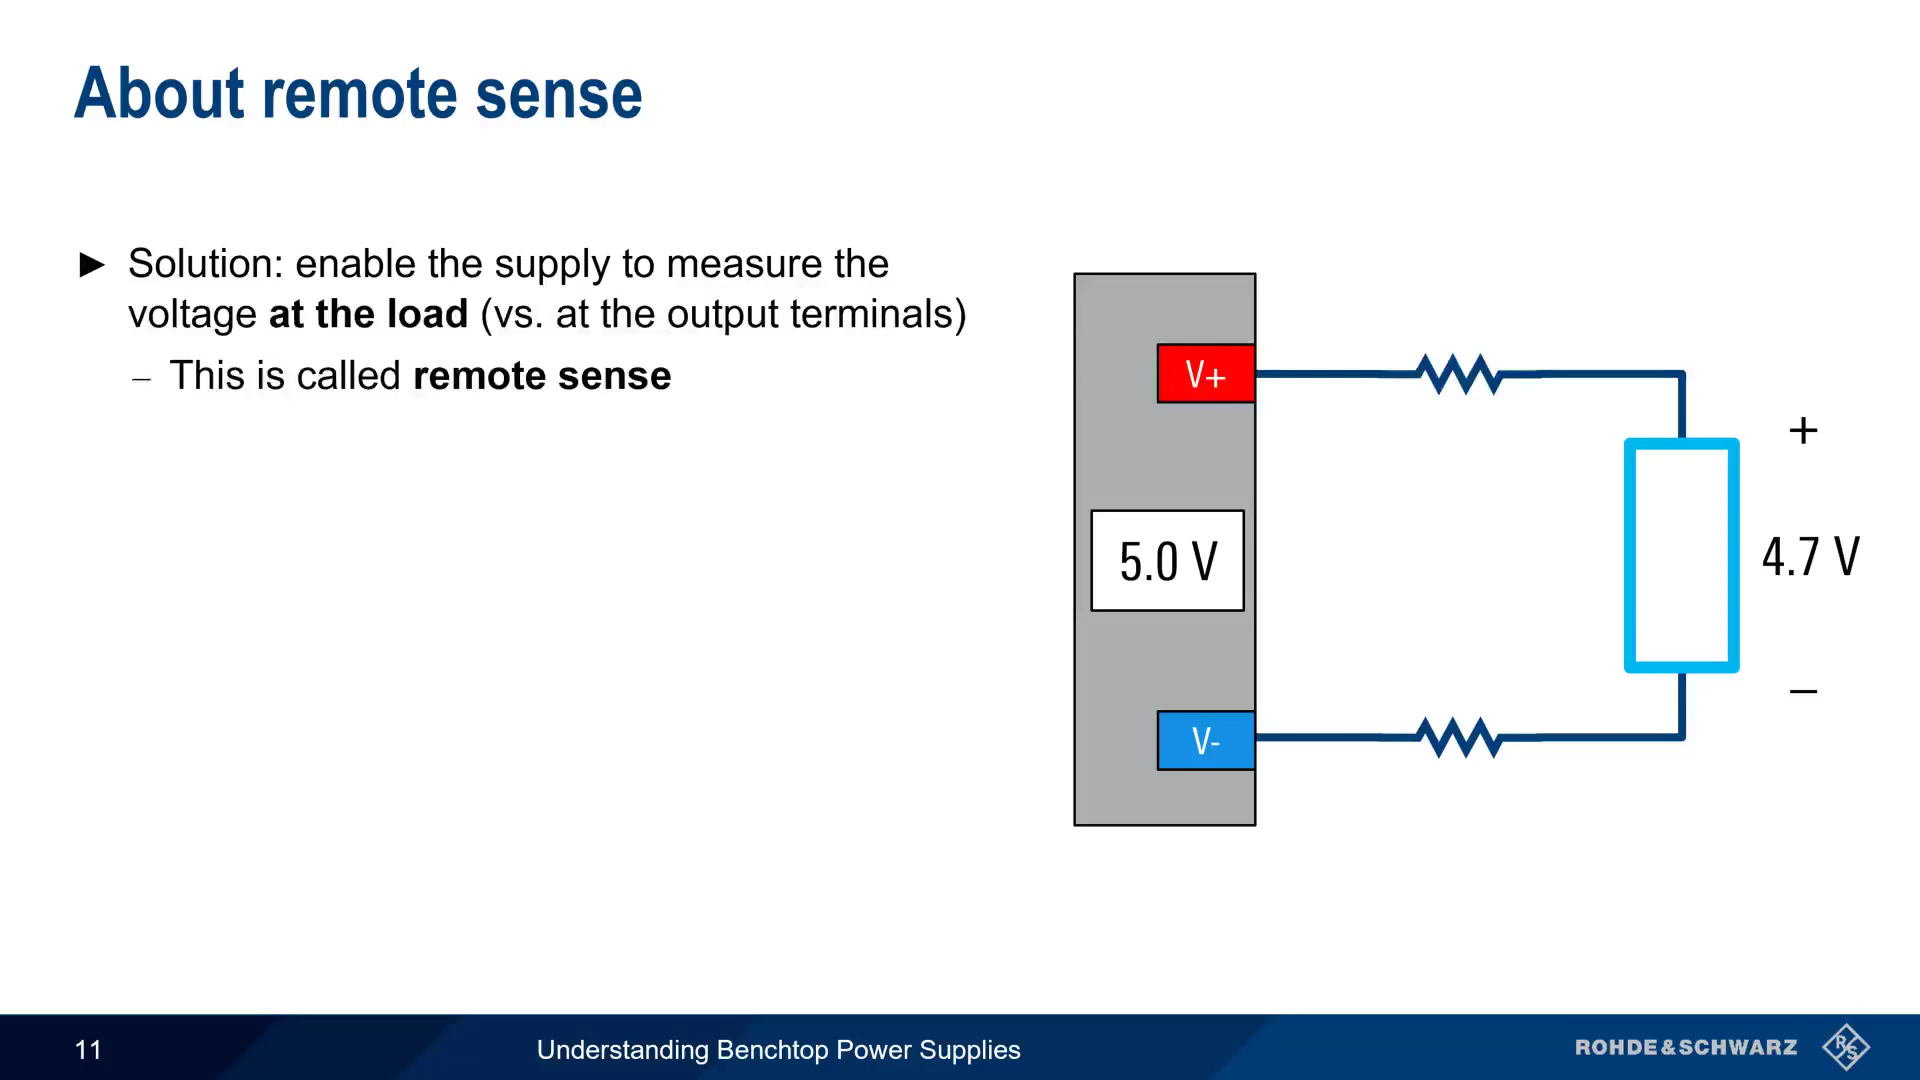 About remote sense
► Solution: enable the supply to measure the
voltage at the load (vs. at the output terminals)
– This is called remote sense
V+
+
5.0 V
4.7 V
–
V-
11
Understanding Benchtop Power Supplies
ROHDE&SCHWARZ
R
S